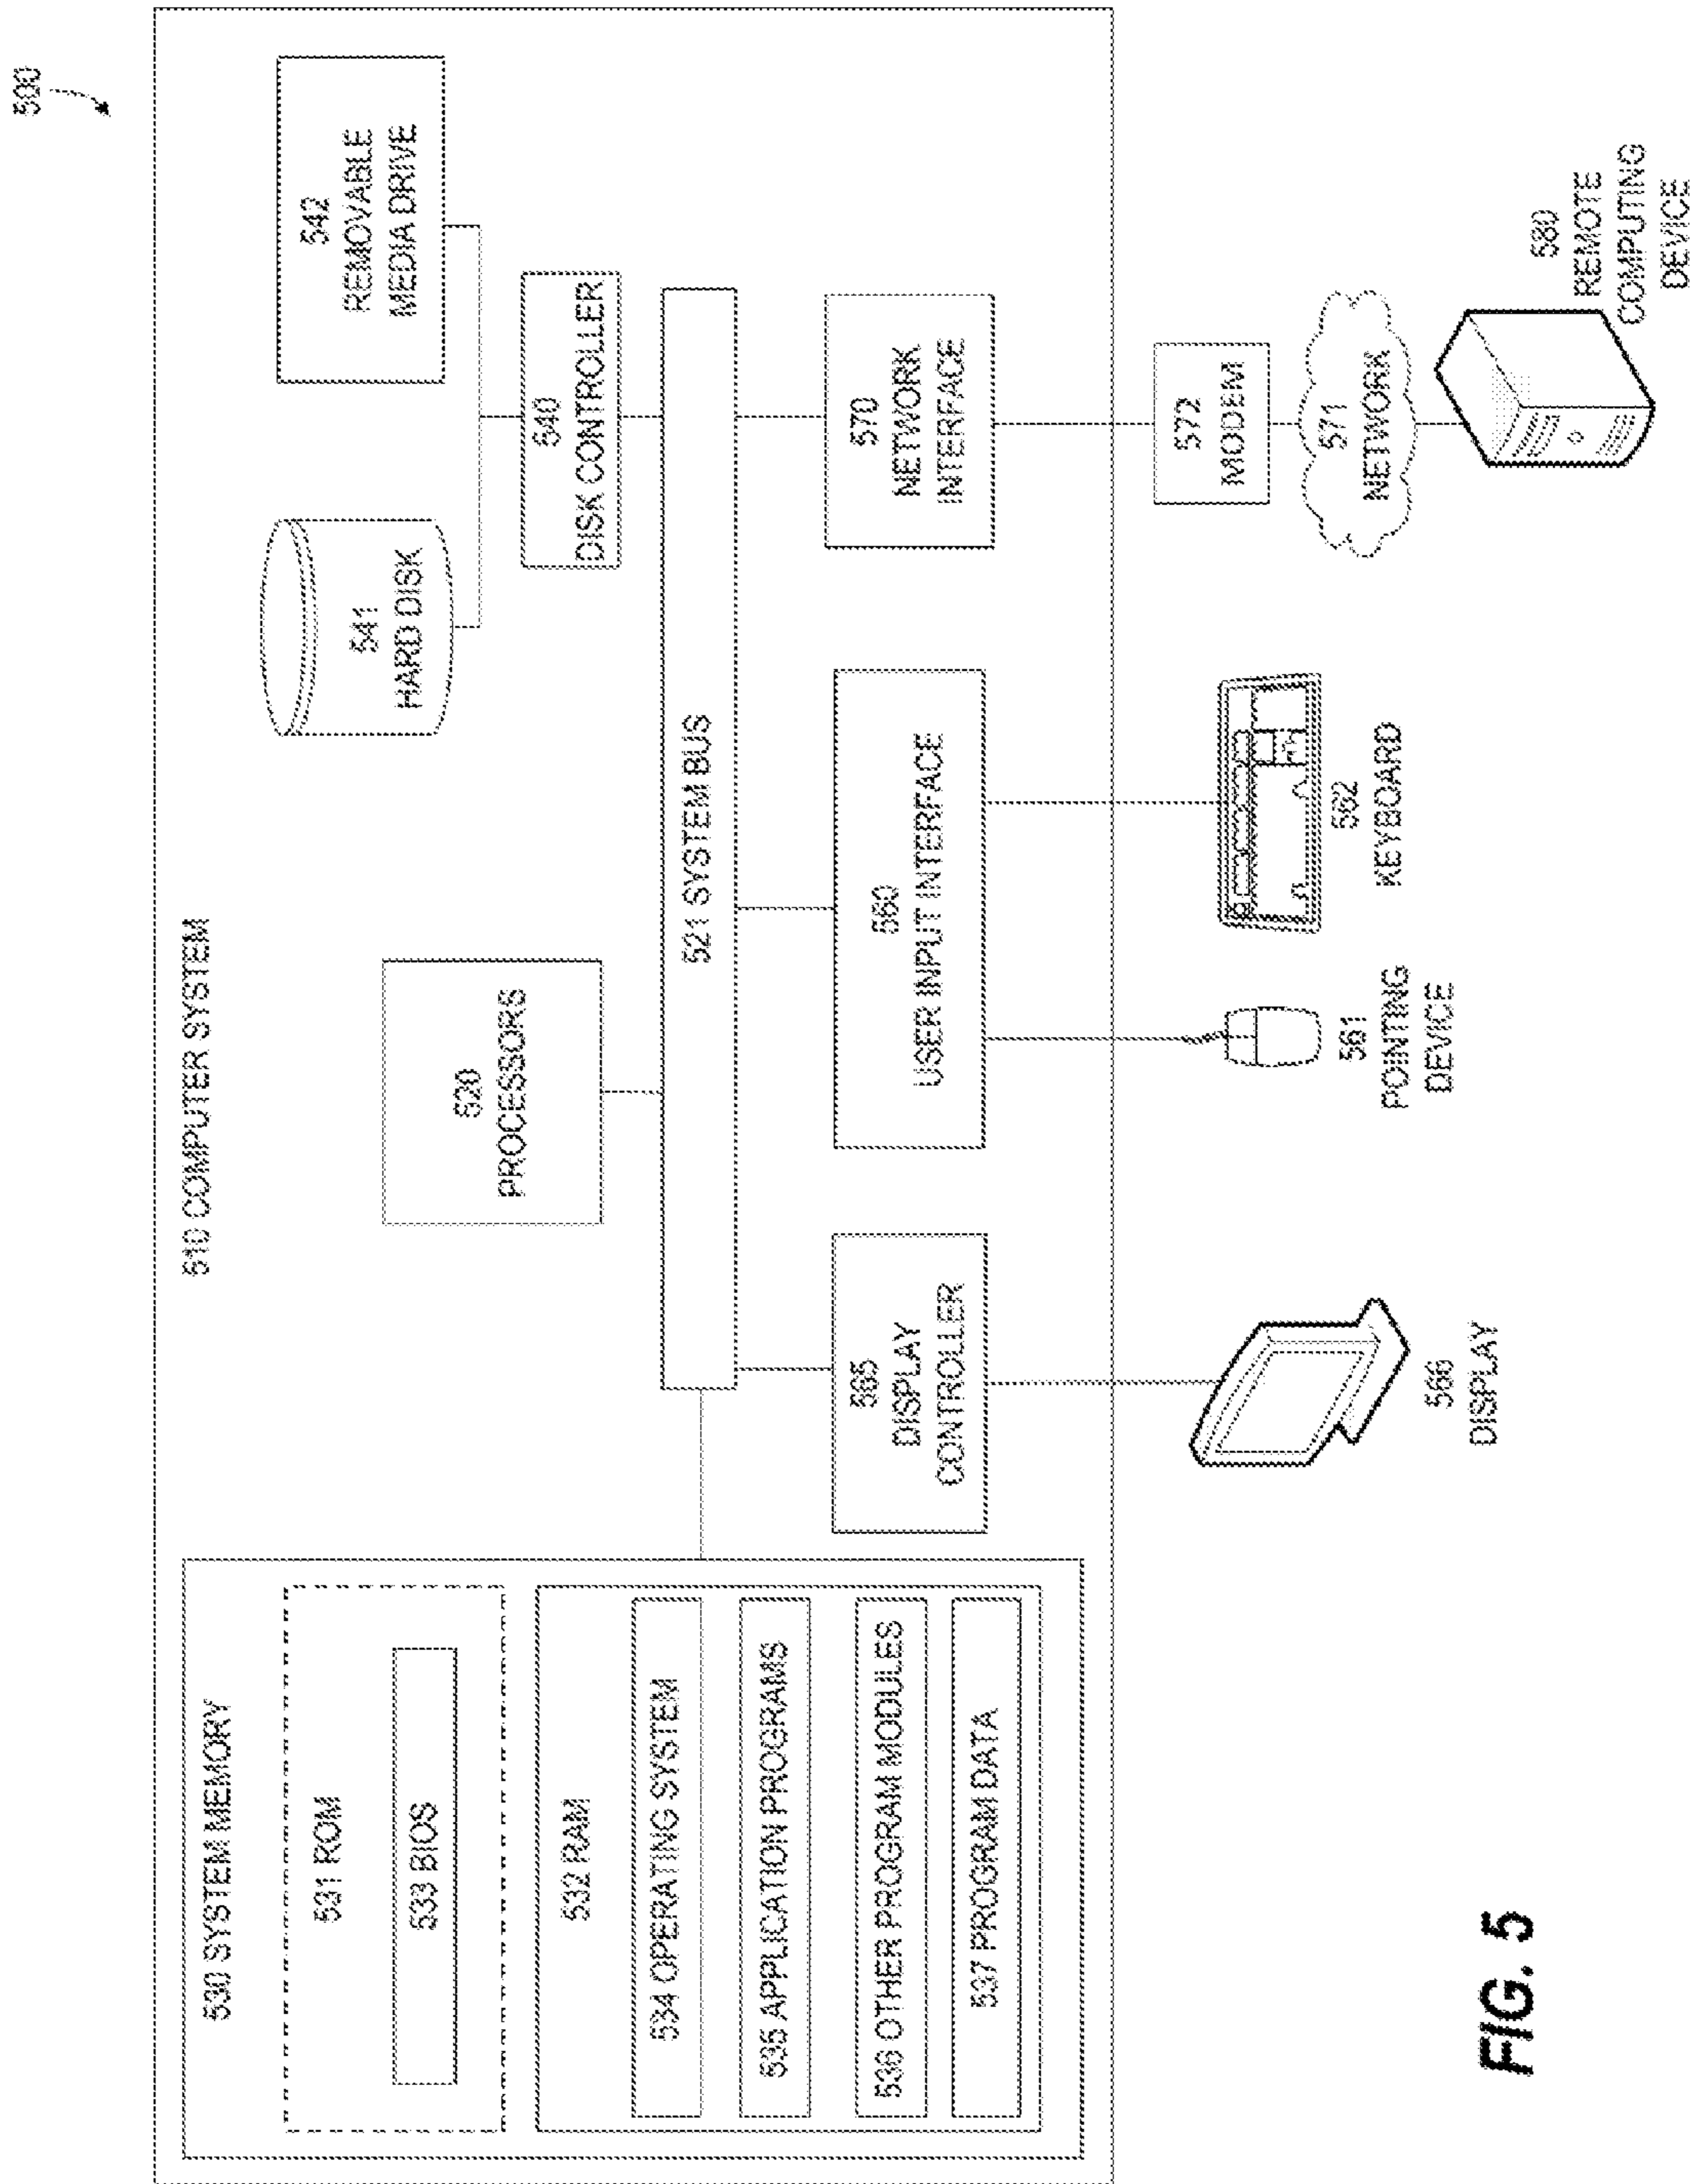 500
510 COMPUTER SYSTEM
530 SYSTEM MEMORY
531 ROM
533 BIOS
532 RAM
534 OPERATING SYSTEM
535 APPLICATION PROGRAMS
536 OTHER PROGRAM MODULES
537 PROGRAM DATA
520
PROCESSORS
541
HARD DISK
542
REMOVABLE
MEDIA DRIVE
540
DISK CONTROLLER
521 SYSTEM BUS
565
DISPLAY
CONTROLLER
560
USER INPUT INTERFACE
570
NETWORK
INTERFACE
572
MODEM
571
NETWORK
566
DISPLAY
561
POINTING
DEVICE
562
KEYBOARD
580
REMOTE
COMPUTING
DEVICE
FIG. 5